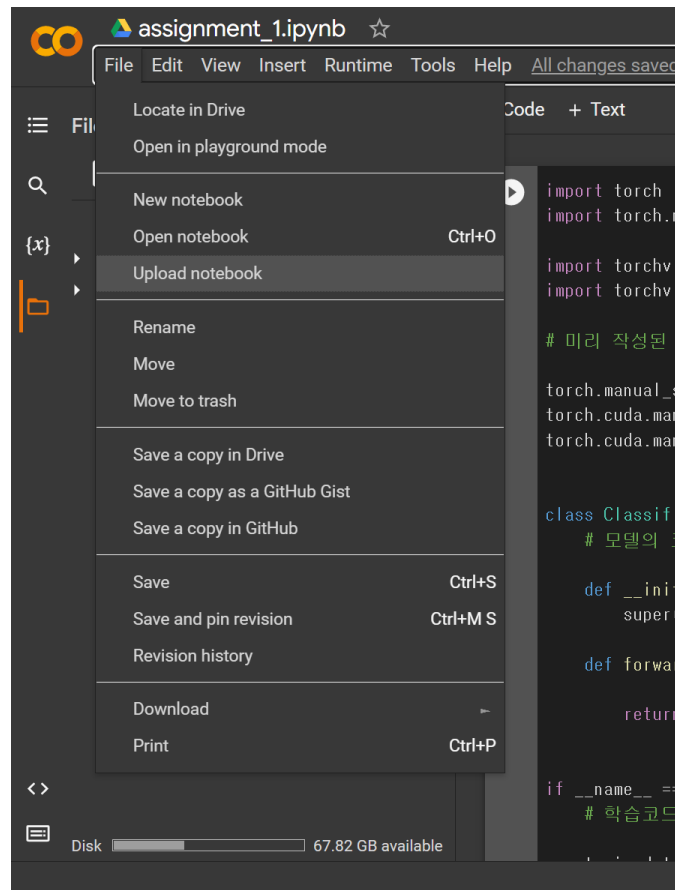 assignment_1.ipynb
File Edit View Insert Runtime Tools Help All changes saved
Locate in Drive
Open in playground mode
New notebook
Open notebook Ctrl+O
Upload notebook
Rename
Move
Move to trash
Save a copy in Drive
Save a copy as a GitHub Gist
Save a copy in GitHub
Save Ctrl+S
Save and pin revision Ctrl+M S
Revision history
Download
Print Ctrl+P
{x}
<>
Disk 67.82 GB available
Code + Text
import torch
import torch.
import torchv
import torchv
# 미리 작성된
torch.manual_s
torch.cuda.man
torch.cuda.man
class Classif
# 모델의
def __ini
super
def forwa
return
if __name__ ==
# 학습코드